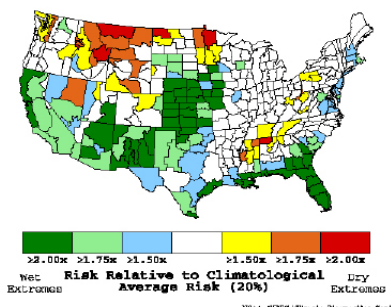 >2.00x >1.75x >1.50x >1.50x >1.75x >2.00x
Wet Extremes Risk Relative to Climatological Average Risk (20%) Dry Extremes